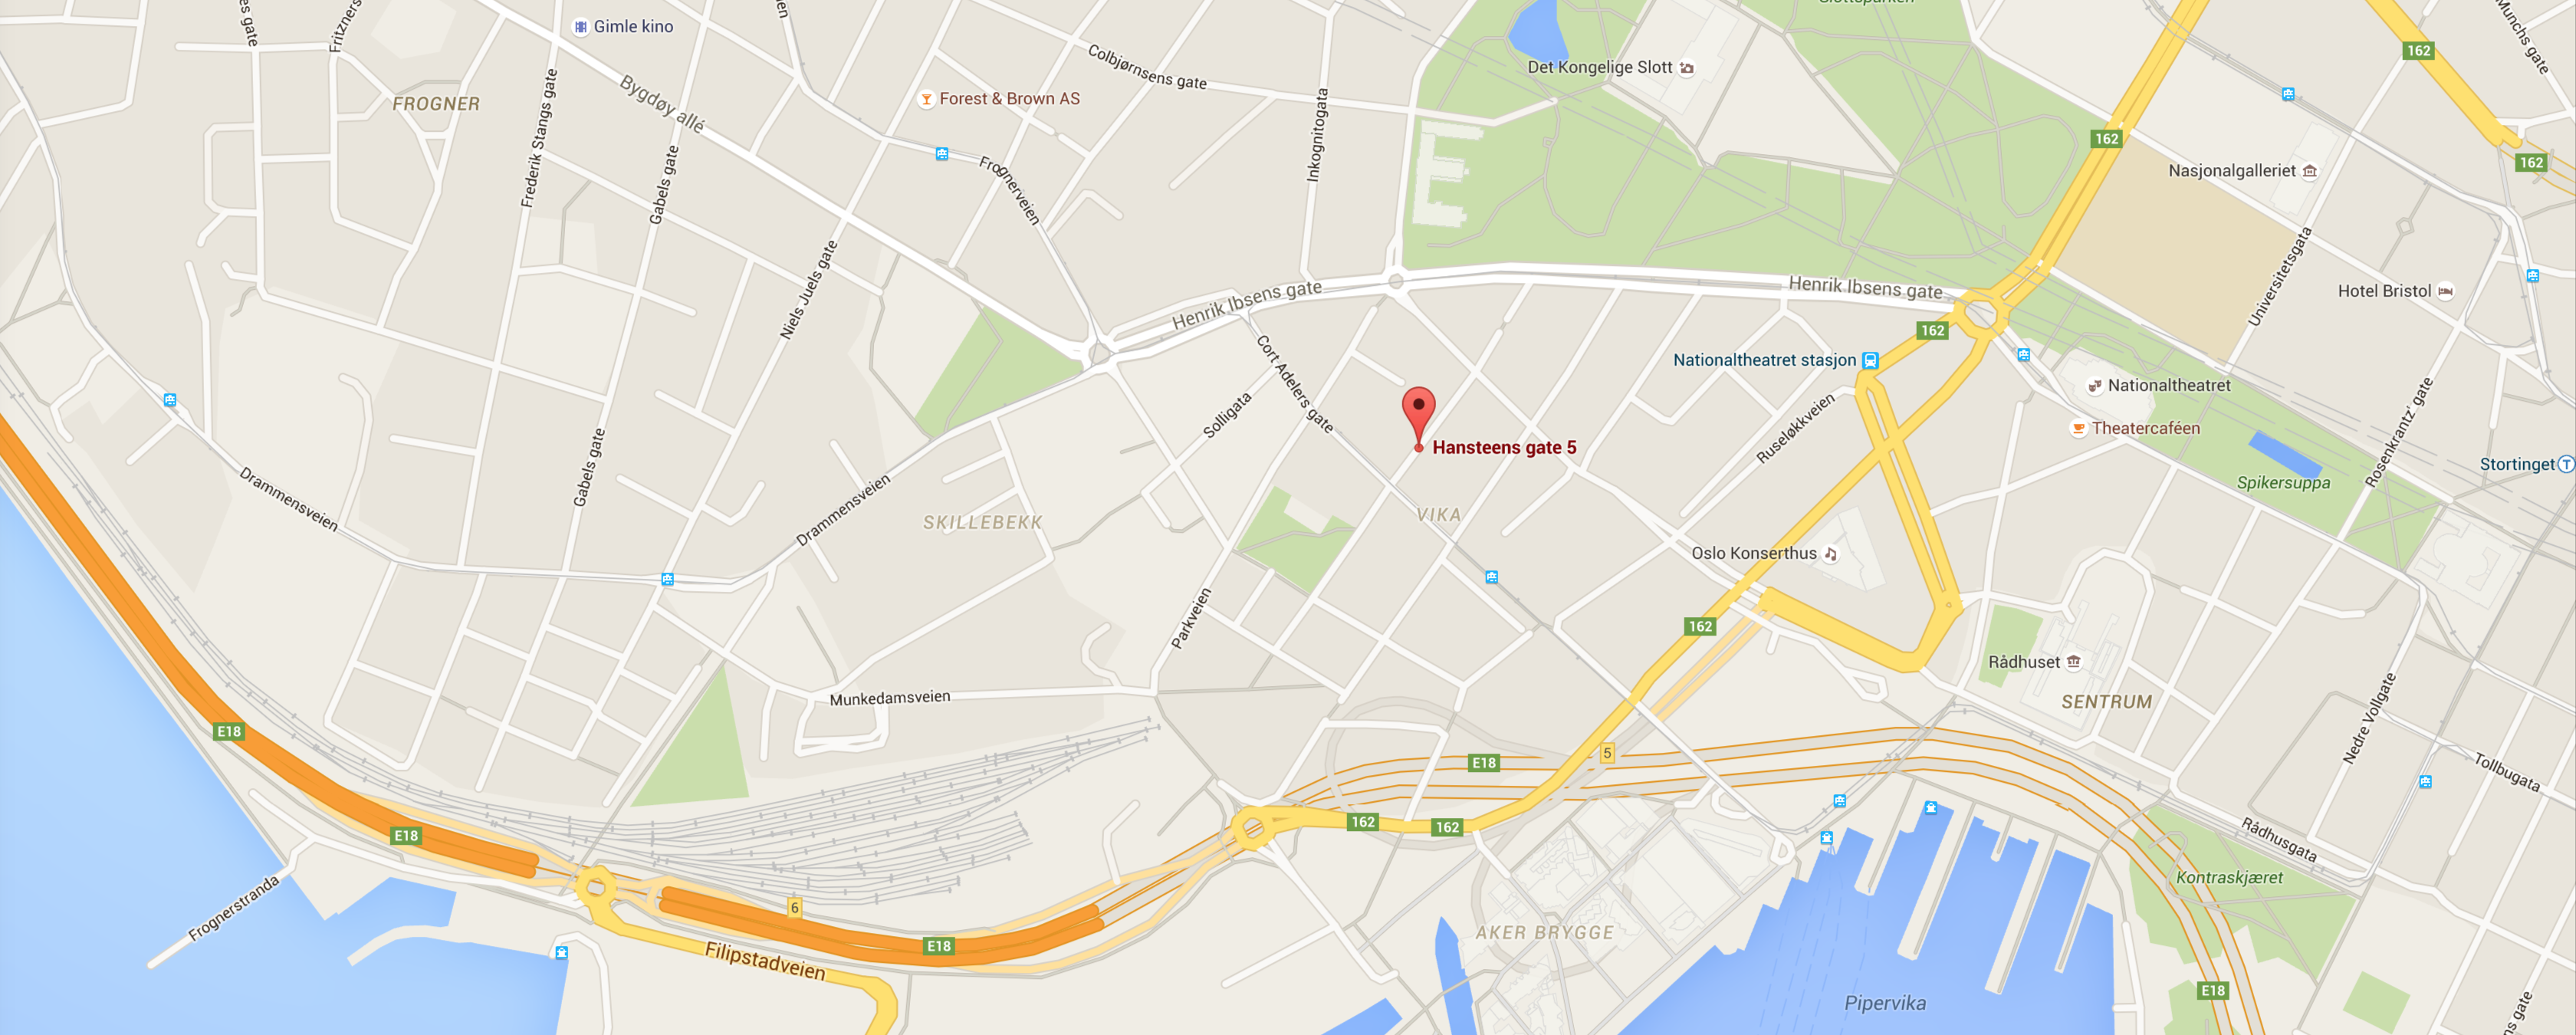 Slottsparken
Gimle kino
Fritzners
Munchs gate
162
Colbjørnsens gate
Det Kongelige Slott
Frederik Stangs gate
Bygdøy allé
Forest & Brown AS
FROGNER
Inkognitogata
162
162
Gabels gate
Frognerveien
Nasjonalgalleriet
Niels Juels gate
Henrik Ibsens gate
Henrik Ibsens gate
Universitetsgata
Hotel Bristol
162
Cort Adelers gate
Nationaltheatret stasjon
Nationaltheatret
Solligata
Ruseløkkveien
Theatercaféen
Rosenkrantz' gate
Hansteens gate 5
Stortinget
Spikersuppa
Gabels gate
Drammensveien
Drammensveien
SKILLEBEKK
VIKA
Oslo Konserthus
Parkveien
162
Rådhuset
SENTRUM
Munkedamsveien
Nedre Vollgate
E18
5
E18
Tollbugata
E18
162
162
Rådhusgata
Kontraskjæret
Frognerstranda
6
E18
AKER BRYGGE
Filipstadveien
E18
Pipervika